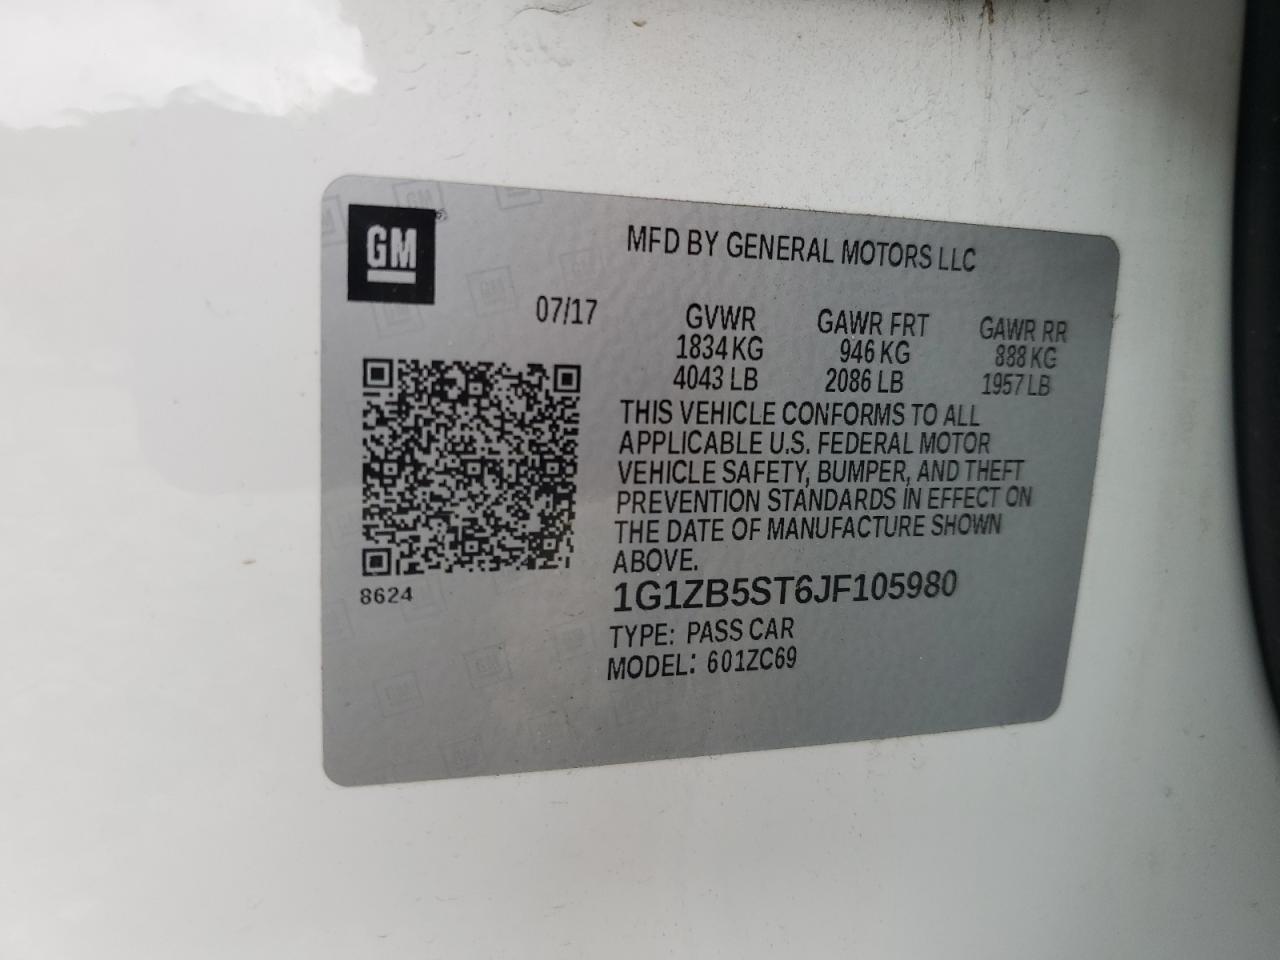 GM
MFD BY GENERAL MOTORS LLC
07/17
GVWR GAWR FRT GAWR RR
1834 KG 946 KG 888 KG
4043 LB 2086 LB 1957 LB
THIS VEHICLE CONFORMS TO ALL
APPLICABLE U.S. FEDERAL MOTOR
VEHICLE SAFETY, BUMPER, AND THEFT
PREVENTION STANDARDS IN EFFECT ON
THE DATE OF MANUFACTURE SHOWN
ABOVE.
8624
1G1ZB5ST6JF105980
TYPE: PASS CAR
MODEL: 601ZC69